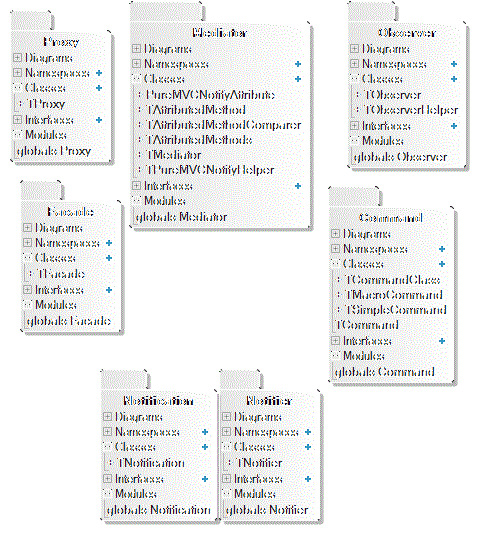 Proxy
Diagrams
Namespaces
Classes
TProxy
Interfaces
Modules
globals Proxy
Mediator
Diagrams
Namespaces
Classes
PureMVCNotifyAttribute
TAttributedMethod
TAttributedMethodComparer
TAttributedMethods
TMediator
TPureMVCNotifyHelper
Interfaces
Modules
globals Mediator
Observer
Diagrams
Namespaces
Classes
TObserver
TObserverHelper
Interfaces
Modules
globals Observer
Facade
Diagrams
Namespaces
Classes
TFacade
Interfaces
Modules
globals Facade
Command
Diagrams
Namespaces
Classes
TCommandClass
TMacroCommand
TSimpleCommand
TCommand
Interfaces
Modules
globals Command
Notification
Diagrams
Namespaces
Classes
TNotification
Interfaces
Modules
globals Notification
Notifier
Diagrams
Namespaces
Classes
TNotifier
Interfaces
Modules
globals Notifier